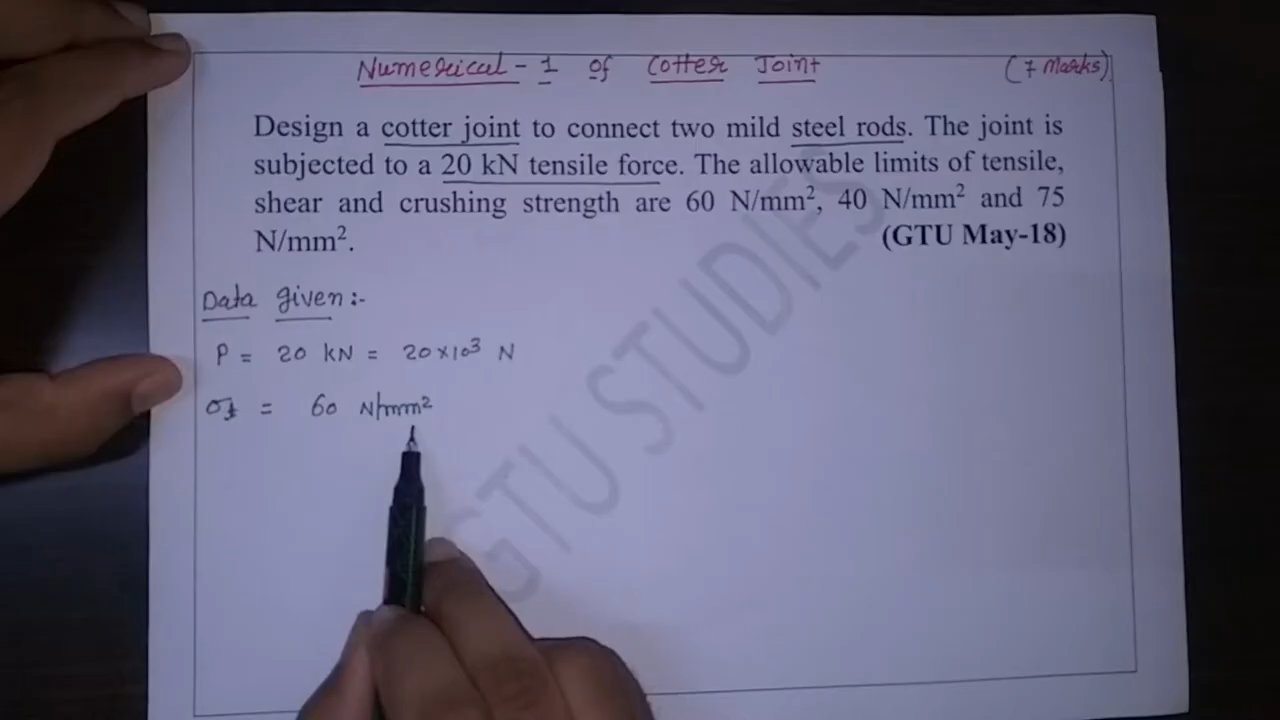 Numerical - 1 of Cotter Joint (7 Marks)
Design a cotter joint to connect two mild steel rods. The joint is
subjected to a 20 kN tensile force. The allowable limits of tensile,
shear and crushing strength are 60 N/mm², 40 N/mm² and 75
N/mm². (GTU May-18)
Data given :-
P = 20 kN = 20×10³ N
σt = 60 N/mm²
GTU STUDIES